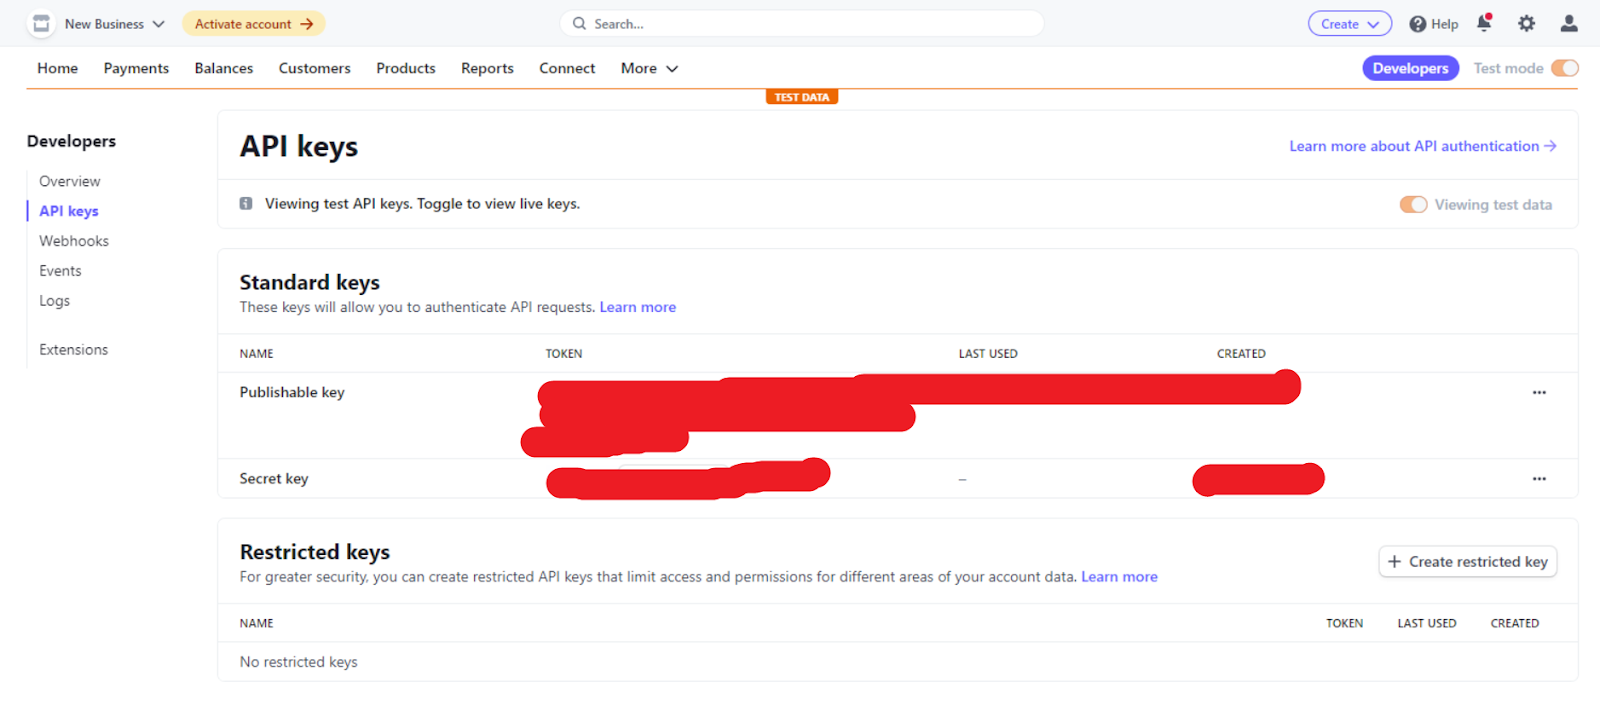 New Business
Activate account →
Search...
Create
Help
Home Payments Balances Customers Products Reports Connect More
Developers Test mode
TEST DATA
Developers
Overview
API keys
Webhooks
Events
Logs
Extensions
API keys
Learn more about API authentication →
Viewing test API keys. Toggle to view live keys.
Viewing test data
Standard keys
These keys will allow you to authenticate API requests. Learn more
NAME TOKEN LAST USED CREATED
Publishable key ...
Secret key – ...
Restricted keys
For greater security, you can create restricted API keys that limit access and permissions for different areas of your account data. Learn more
+ Create restricted key
NAME TOKEN LAST USED CREATED
No restricted keys